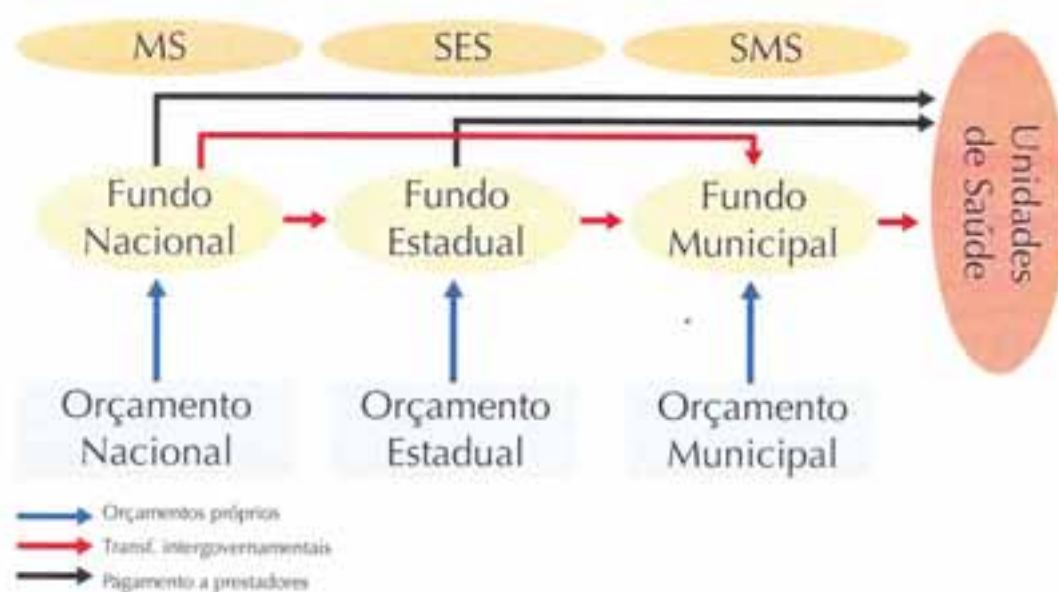 MS
SES
SMS
Unidades
de Saúde
Fundo
Nacional
Fundo
Estadual
Fundo
Municipal
Orçamento
Nacional
Orçamento
Estadual
Orçamento
Municipal
Orçamentos próprios
Transf. intergovernamentais
Pagamento a prestadores